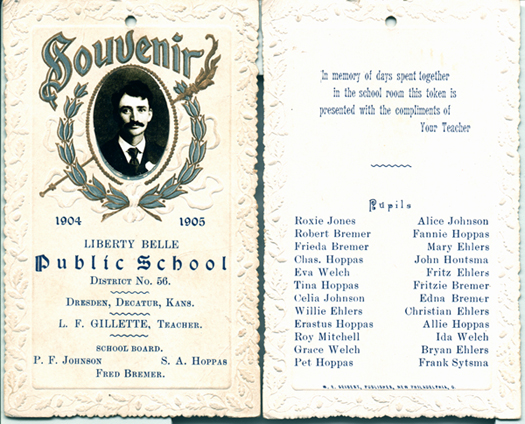 Souvenir
1904 1905
LIBERTY BELLE
Public School
DISTRICT NO. 56.
DRESDEN, DECATUR, KANS.
L. F. GILLETTE, TEACHER.
SCHOOL BOARD.
P. F. JOHNSON S. A. HOPPAS
FRED BREMER.
In memory of days spent together
in the school room this token is
presented with the compliments of
Your Teacher
Pupils
Roxie Jones Alice Johnson
Robert Bremer Fannie Hoppas
Frieda Bremer Mary Ehlers
Chas. Hoppas John Houtsma
Eva Welch Fritz Ehlers
Tina Hoppas Fritzie Bremer
Celia Johnson Edna Bremer
Willie Ehlers Christian Ehlers
Erastus Hoppas Allie Hoppas
Roy Mitchell Ida Welch
Grace Welch Bryan Ehlers
Pet Hoppas Frank Sytsma
SEIBERT, PUBLISHER, NEW PHILADELPHIA, O.